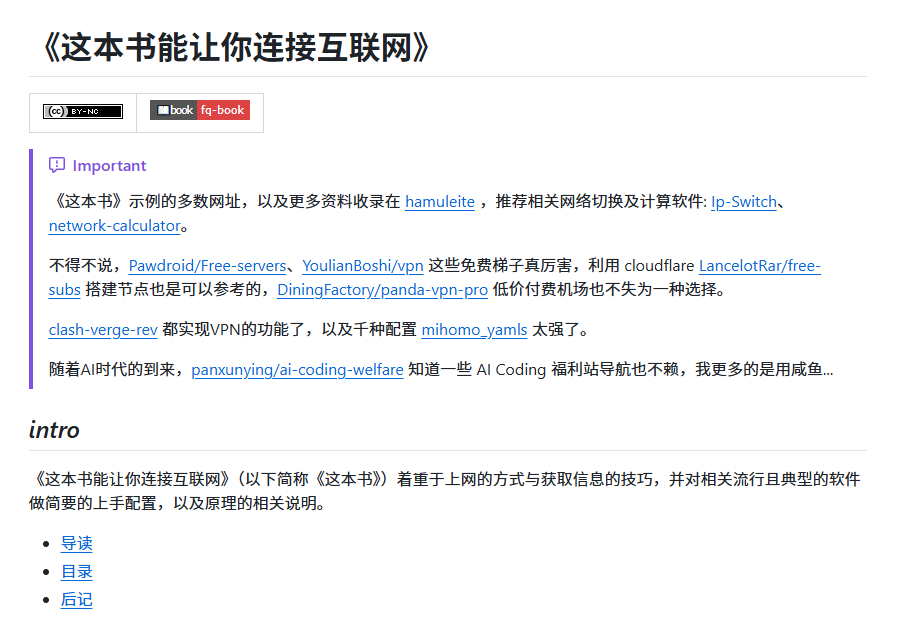 《这本书能让你连接互联网》
(cc) BY-NC
book fq-book
Important
《这本书》示例的多数网址，以及更多资料收录在 hamuleite ，推荐相关网络切换及计算软件: Ip-Switch、
network-calculator。
不得不说，Pawdroid/Free-servers、YoulianBoshi/vpn 这些免费梯子真厉害，利用 cloudflare LancelotRar/free-
subs 搭建节点也是可以参考的，DiningFactory/panda-vpn-pro 低价付费机场也不失为一种选择。
clash-verge-rev 都实现VPN的功能了，以及千种配置 mihomo_yamls 太强了。
随着AI时代的到来，panxunying/ai-coding-welfare 知道一些 AI Coding 福利站导航也不赖，我更多的是用咸鱼...
intro
《这本书能让你连接互联网》（以下简称《这本书》）着重于上网的方式与获取信息的技巧，并对相关流行且典型的软件
做简要的上手配置，以及原理的相关说明。
导读
目录
后记